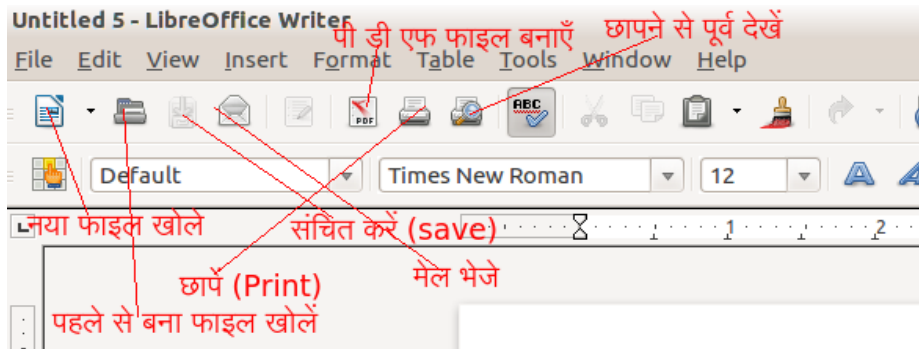 Untitled 5 - LibreOffice Writer
पी डी एफ फाइल बनाएँ छापने से पूर्व देखें
File Edit View Insert Format Table Tools Window Help
PDF ABC
Default Times New Roman 12
नया फाइल खोले संचित करें (save) 1 2
छापें (Print) मेल भेजे
पहले से बना फाइल खोलें